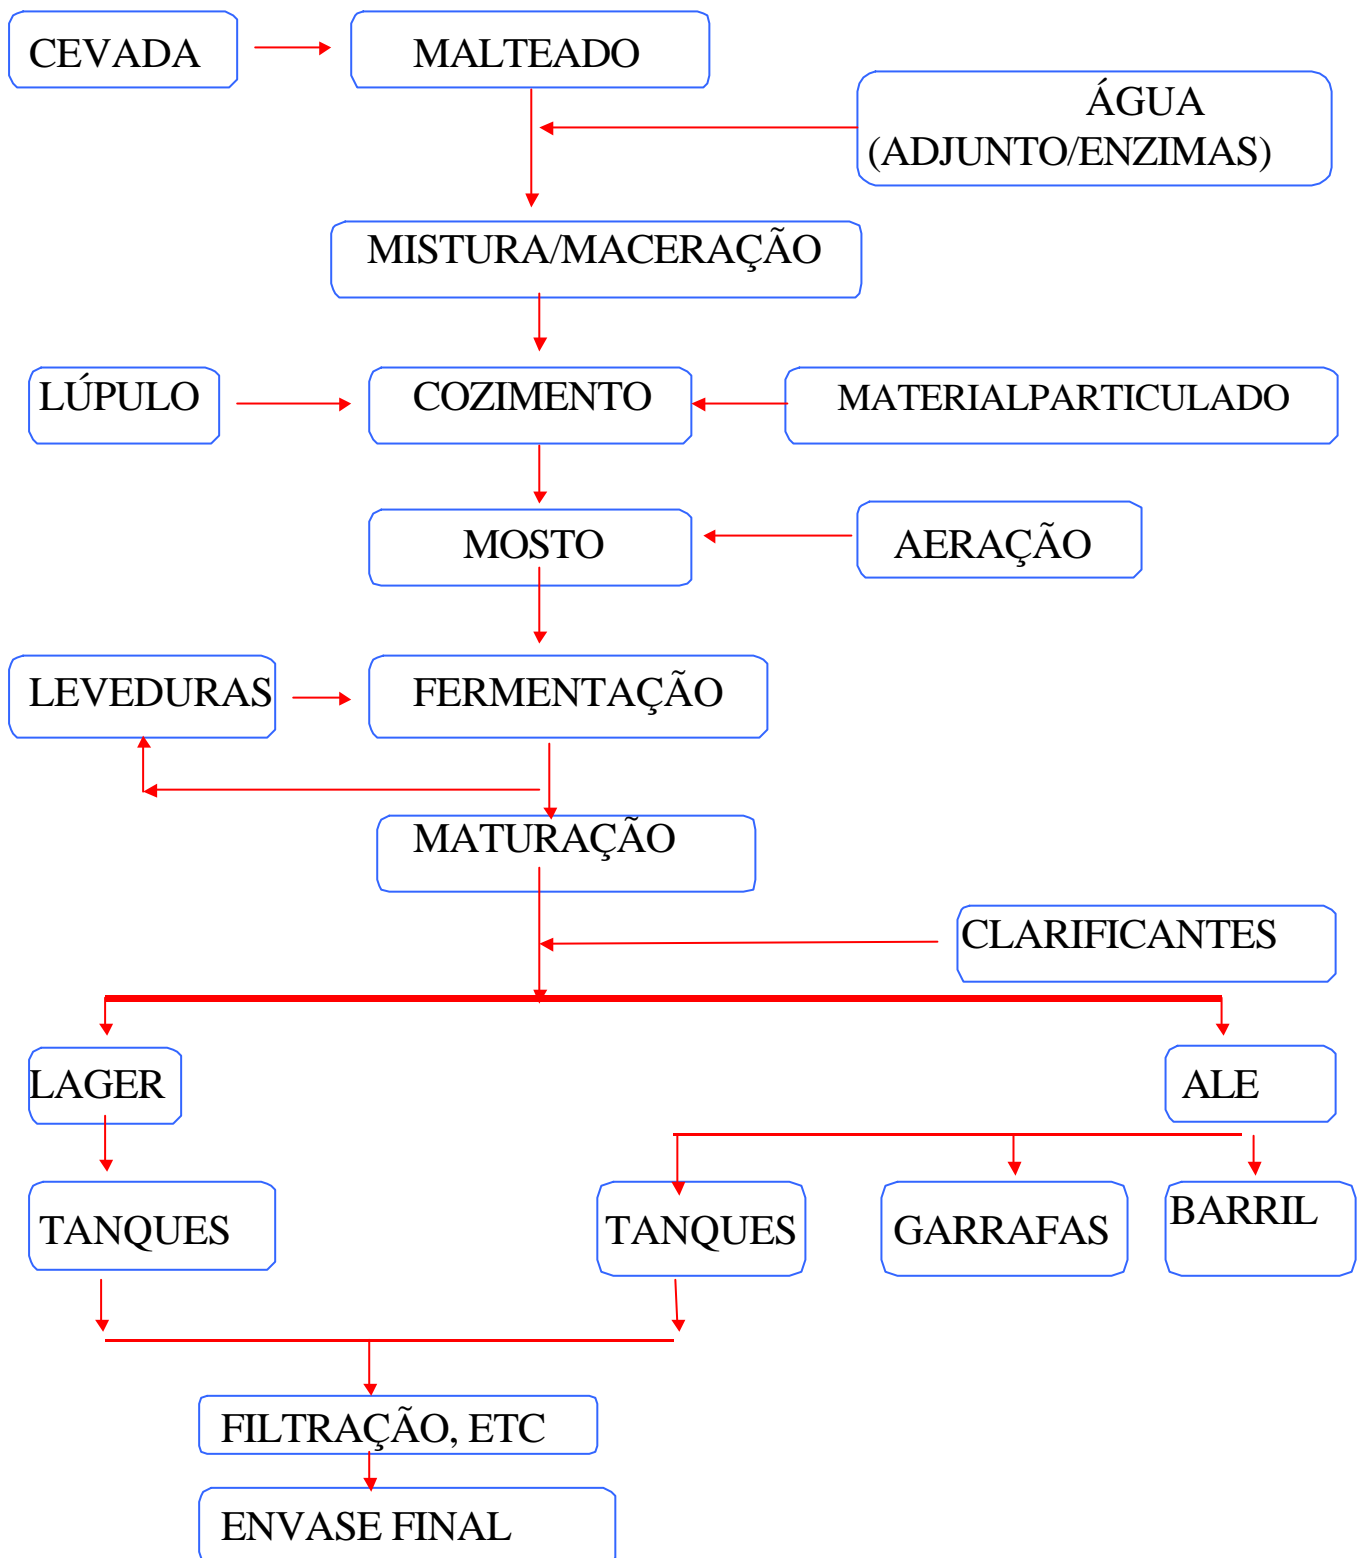 CEVADA
MALTEADO
ÁGUA
(ADJUNTO/ENZIMAS)
MISTURA/MACERAÇÃO
LÚPULO
COZIMENTO
MATERIALPARTICULADO
MOSTO
AERAÇÃO
LEVEDURAS
FERMENTAÇÃO
MATURAÇÃO
CLARIFICANTES
LAGER
ALE
TANQUES
TANQUES
GARRAFAS
BARRIL
FILTRAÇÃO, ETC
ENVASE FINAL